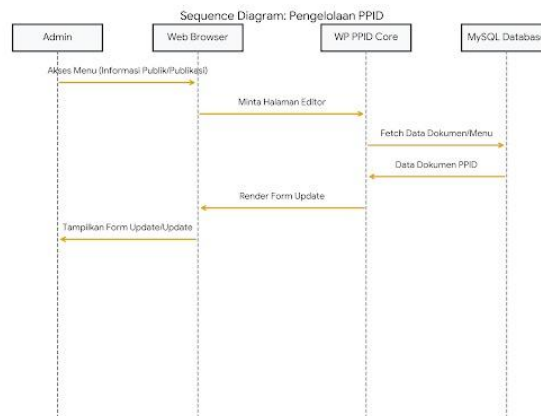 Sequence Diagram: Pengelolaan PPID
Admin
Web Browser
WP PPID Core
MySQL Database
Akses Menu (Informasi Publik/Publikasi)
Minta Halaman Editor
Fetch Data Dokumen/Menu
Data Dokumen PPID
Render Form Update
Tampilkan Form Update/Update